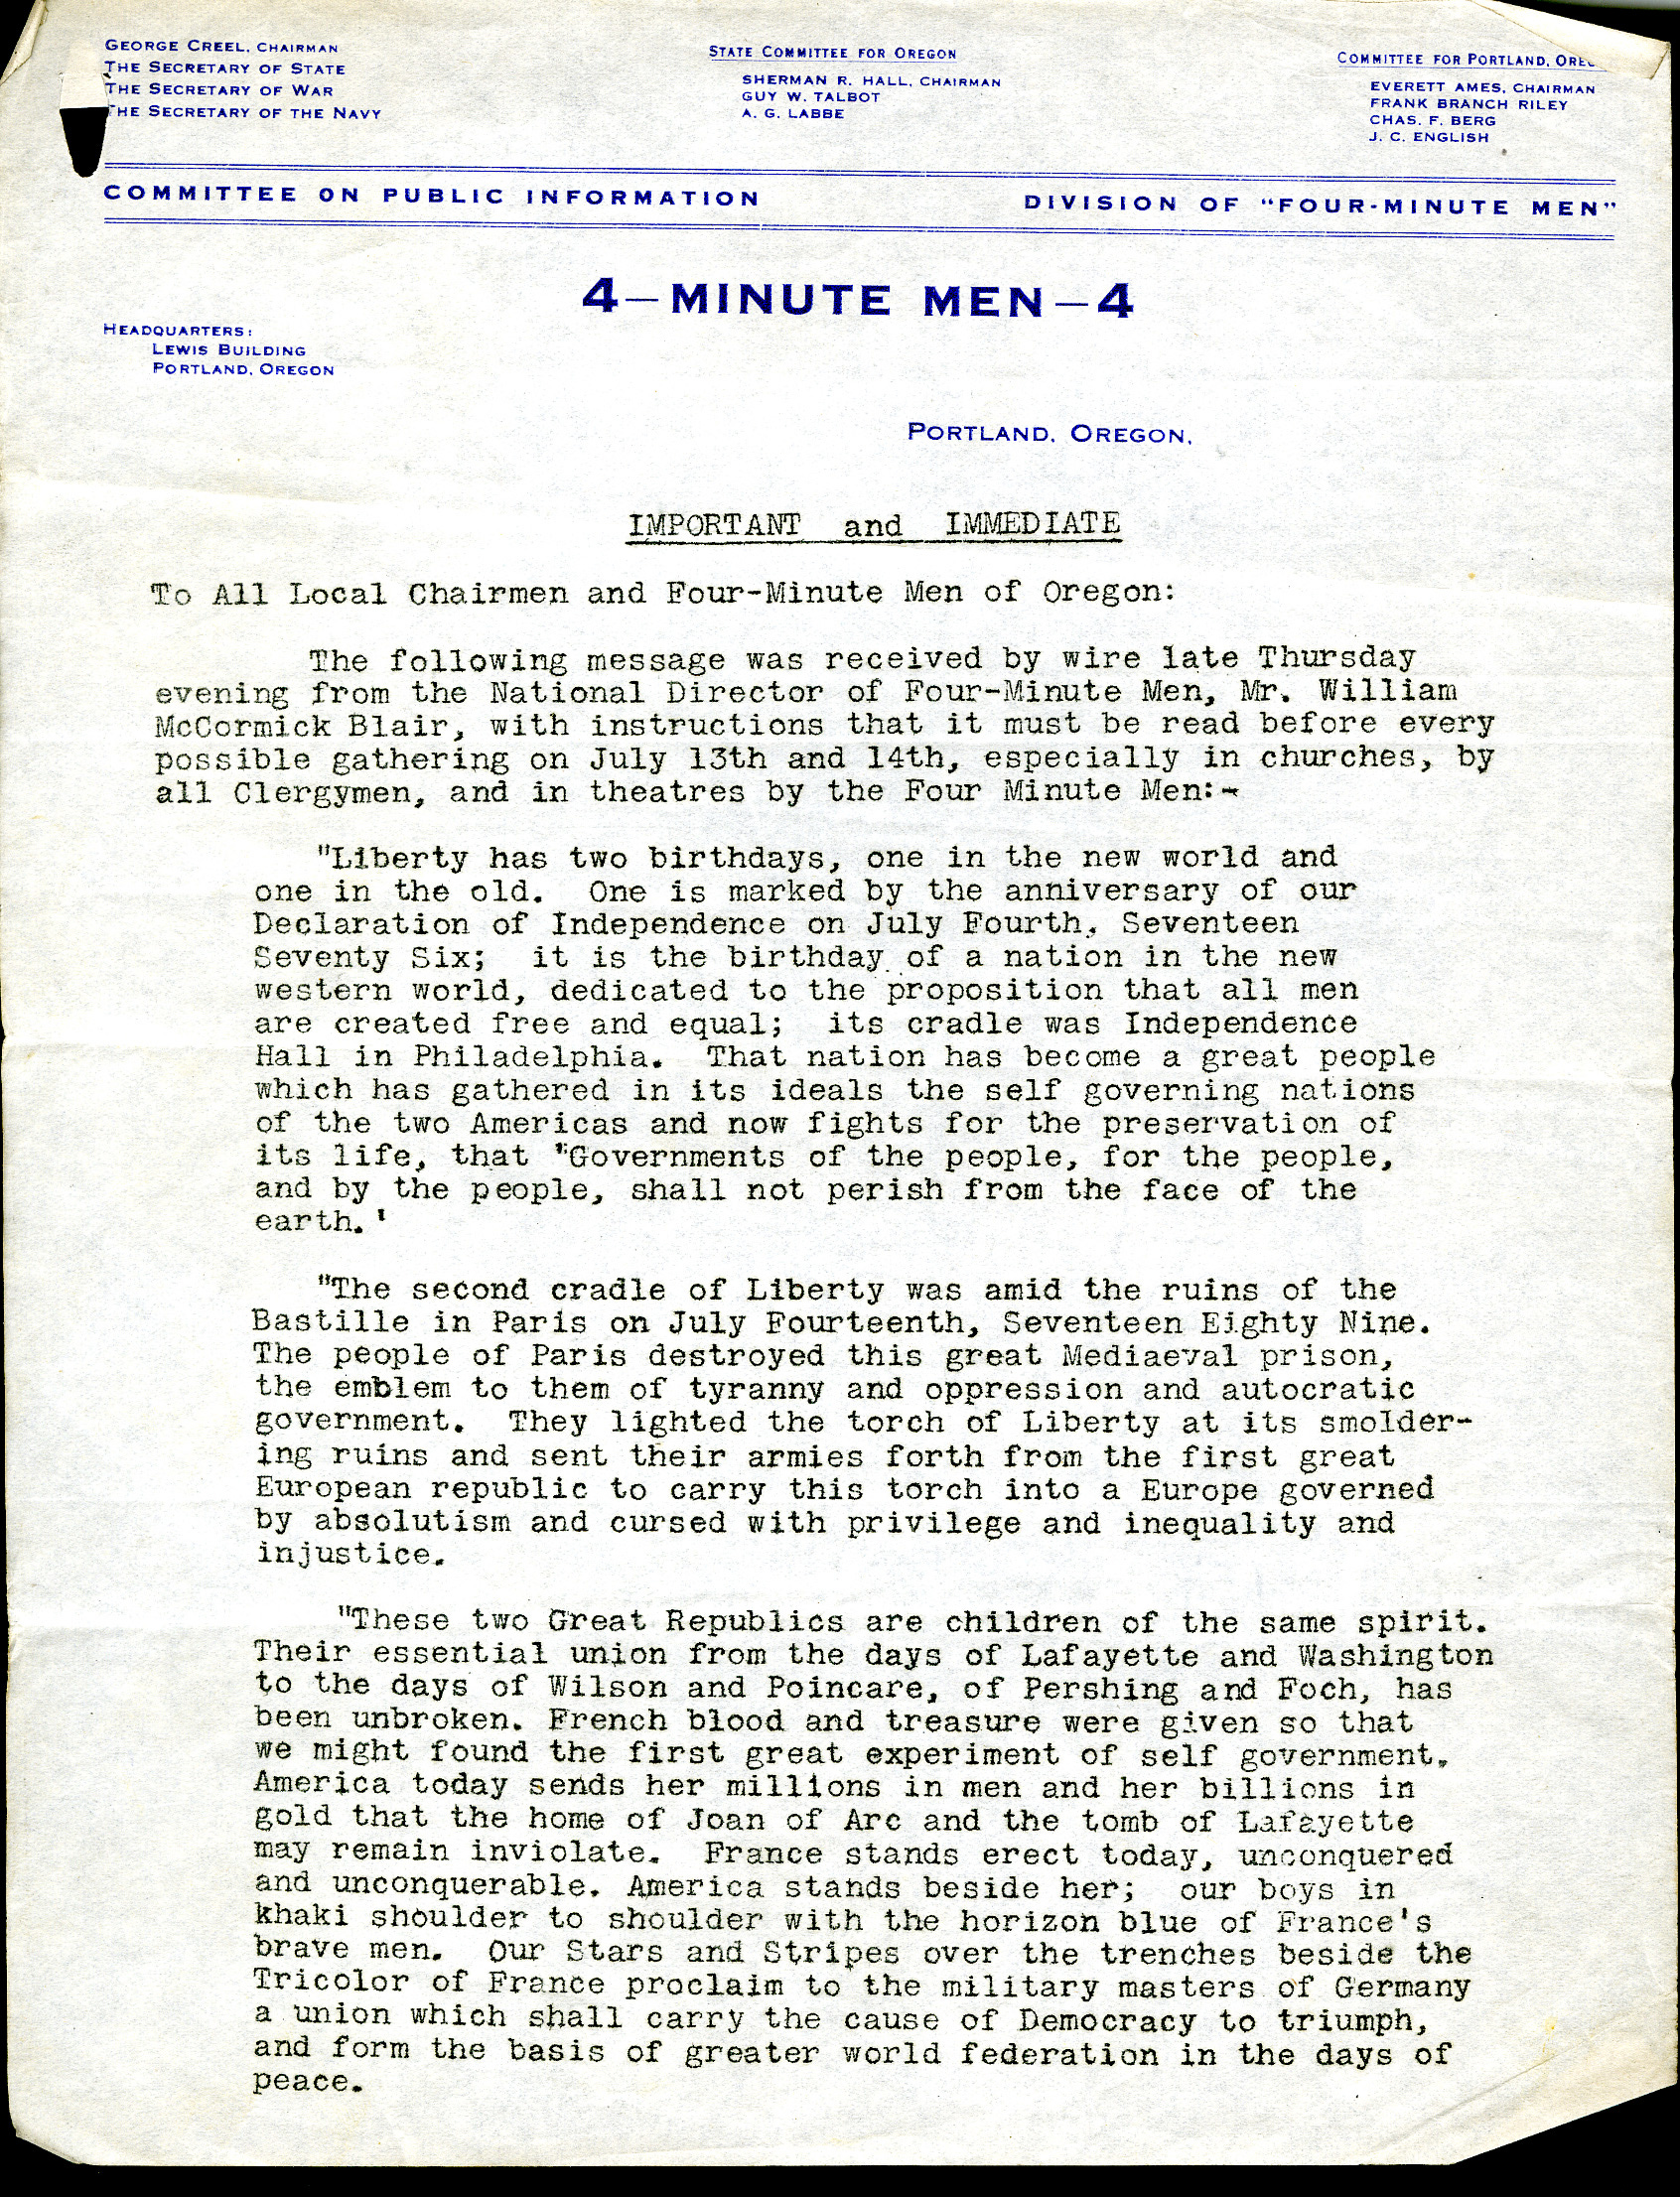 GEORGE CREEL, CHAIRMAN
THE SECRETARY OF STATE
THE SECRETARY OF WAR
THE SECRETARY OF THE NAVY
STATE COMMITTEE FOR OREGON
SHERMAN R. HALL, CHAIRMAN
GUY W. TALBOT
A. G. LABBE
COMMITTEE FOR PORTLAND, ORE
EVERETT AMES, CHAIRMAN
FRANK BRANCH RILEY
CHAS. F. BERG
J. C. ENGLISH
COMMITTEE ON PUBLIC INFORMATION
DIVISION OF "FOUR-MINUTE MEN"
4—MINUTE MEN—4
HEADQUARTERS:
LEWIS BUILDING
PORTLAND, OREGON
PORTLAND, OREGON,
IMPORTANT and IMMEDIATE
To All Local Chairmen and Four-Minute Men of Oregon:
The following message was received by wire late Thursday
evening from the National Director of Four-Minute Men, Mr. William
McCormick Blair, with instructions that it must be read before every
possible gathering on July 13th and 14th, especially in churches, by
all Clergymen, and in theatres by the Four Minute Men:-
"Liberty has two birthdays, one in the new world and
one in the old. One is marked by the anniversary of our
Declaration of Independence on July Fourth, Seventeen
Seventy Six; it is the birthday of a nation in the new
western world, dedicated to the proposition that all men
are created free and equal; its cradle was Independence
Hall in Philadelphia. That nation has become a great people
which has gathered in its ideals the self governing nations
of the two Americas and now fights for the preservation of
its life, that "Governments of the people, for the people,
and by the people, shall not perish from the face of the
earth.'
"The second cradle of Liberty was amid the ruins of the
Bastille in Paris on July Fourteenth, Seventeen Eighty Nine.
The people of Paris destroyed this great Mediaeval prison,
the emblem to them of tyranny and oppression and autocratic
government. They lighted the torch of Liberty at its smolder-
ing ruins and sent their armies forth from the first great
European republic to carry this torch into a Europe governed
by absolutism and cursed with privilege and inequality and
injustice.
"These two Great Republics are children of the same spirit.
Their essential union from the days of Lafayette and Washington
to the days of Wilson and Poincare, of Pershing and Foch, has
been unbroken. French blood and treasure were given so that
we might found the first great experiment of self government.
America today sends her millions in men and her billions in
gold that the home of Joan of Arc and the tomb of Lafayette
may remain inviolate. France stands erect today, unconquered
and unconquerable. America stands beside her; our boys in
khaki shoulder to shoulder with the horizon blue of France's
brave men. Our Stars and Stripes over the trenches beside the
Tricolor of France proclaim to the military masters of Germany
a union which shall carry the cause of Democracy to triumph,
and form the basis of greater world federation in the days of
peace.